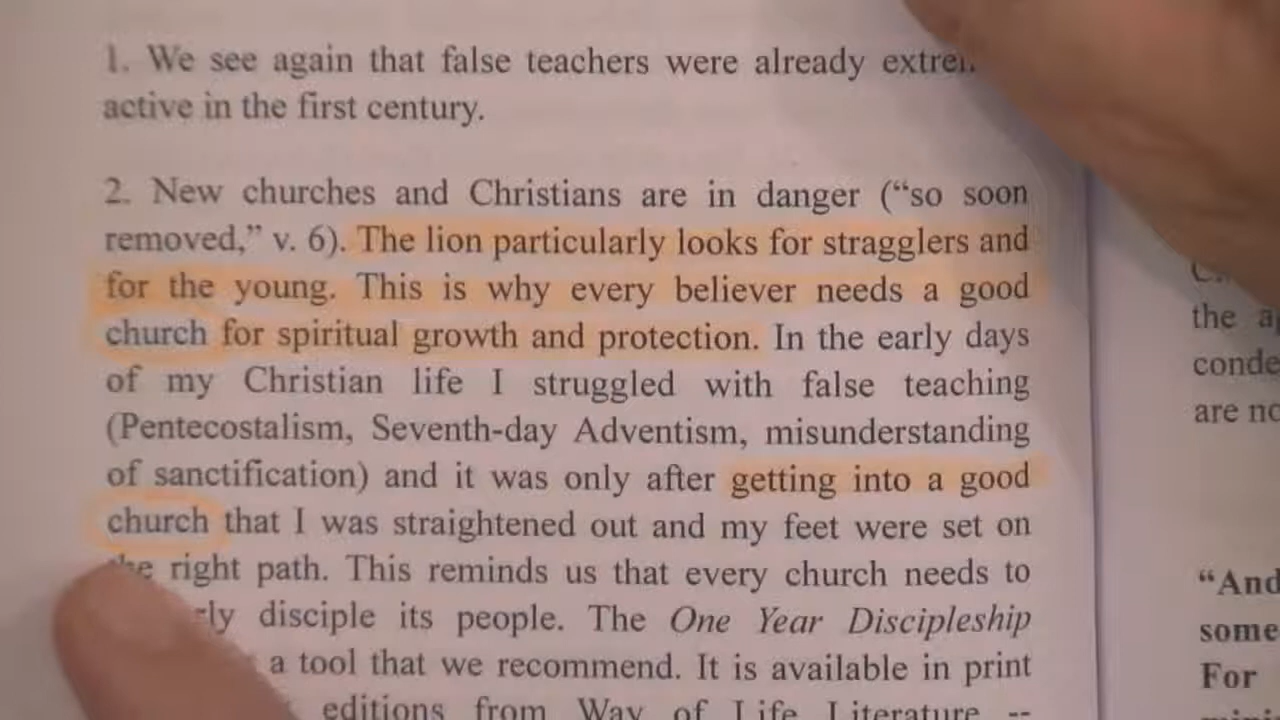 1. We see again that false teachers were already
active in the first century.
2. New churches and Christians are in danger (“so soon
removed,” v. 6). The lion particularly looks for stragglers and
for the young. This is why every believer needs a good
church for spiritual growth and protection. In the early days
of my Christian life I struggled with false teaching
(Pentecostalism, Seventh-day Adventism, misunderstanding
of sanctification) and it was only after getting into a good
church that I was straightened out and my feet were set on
the right path. This reminds us that every church needs to
disciple its people. The One Year Discipleship
a tool that we recommend. It is available in print
editions from Way of Life Literature --
the
are
“And
some
For